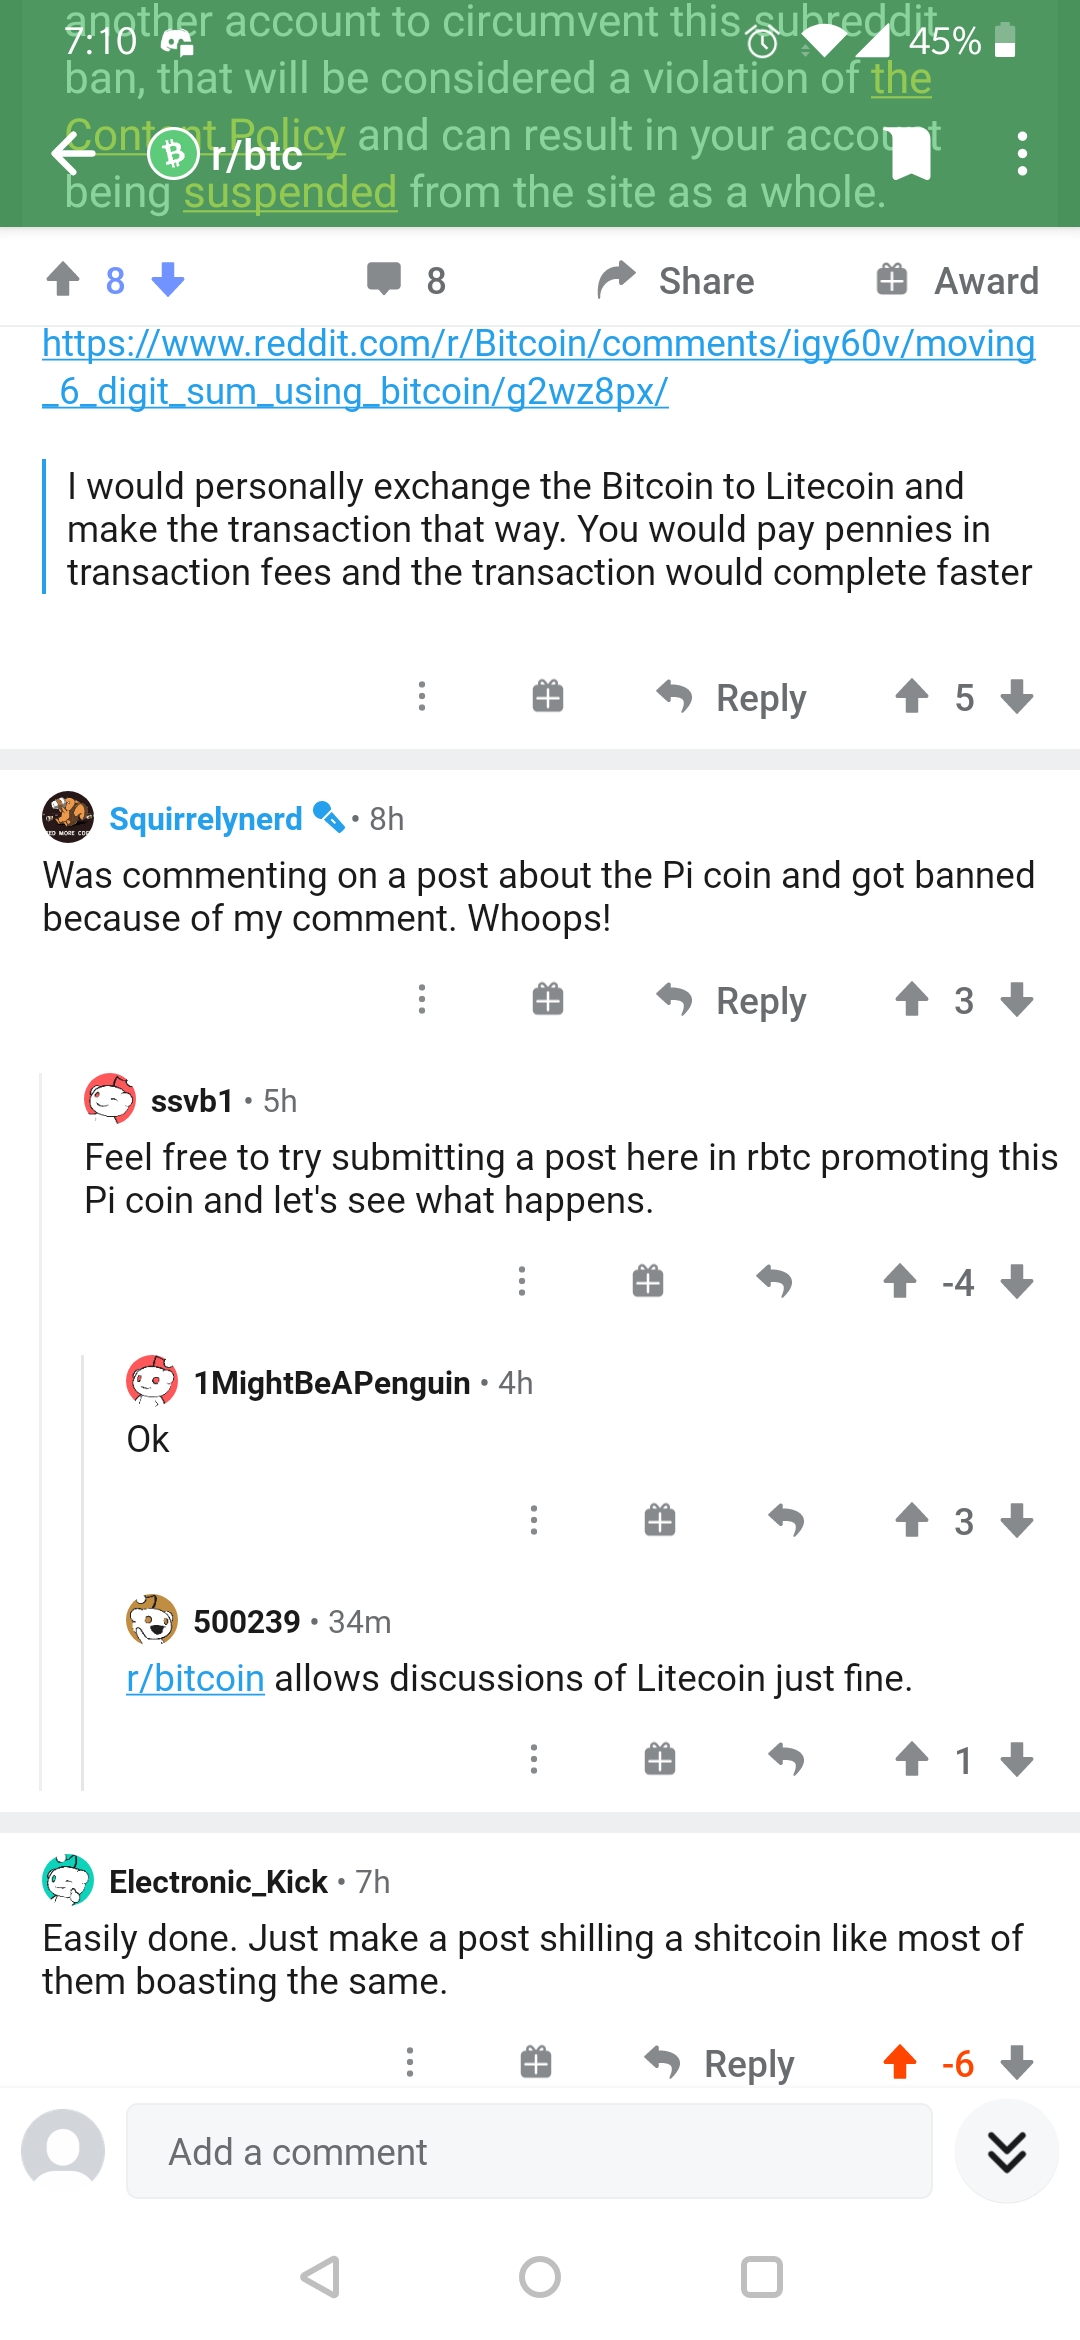 another account to circumvent this subreddit
7:10
45%
ban, that will be considered a violation of the
Content Policy and can result in your account
r/btc
being suspended from the site as a whole.
8
8
Share
Award
https://www.reddit.com/r/Bitcoin/comments/igy60v/moving
_6_digit_sum_using_bitcoin/g2wz8px/
I would personally exchange the Bitcoin to Litecoin and
make the transaction that way. You would pay pennies in
transaction fees and the transaction would complete faster
Reply 5
Squirrelynerd • 8h
Was commenting on a post about the Pi coin and got banned
because of my comment. Whoops!
Reply 3
ssvb1 • 5h
Feel free to try submitting a post here in rbtc promoting this
Pi coin and let's see what happens.
-4
1MightBeAPenguin • 4h
Ok
3
500239 • 34m
r/bitcoin allows discussions of Litecoin just fine.
1
Electronic_Kick • 7h
Easily done. Just make a post shilling a shitcoin like most of
them boasting the same.
Reply -6
Add a comment